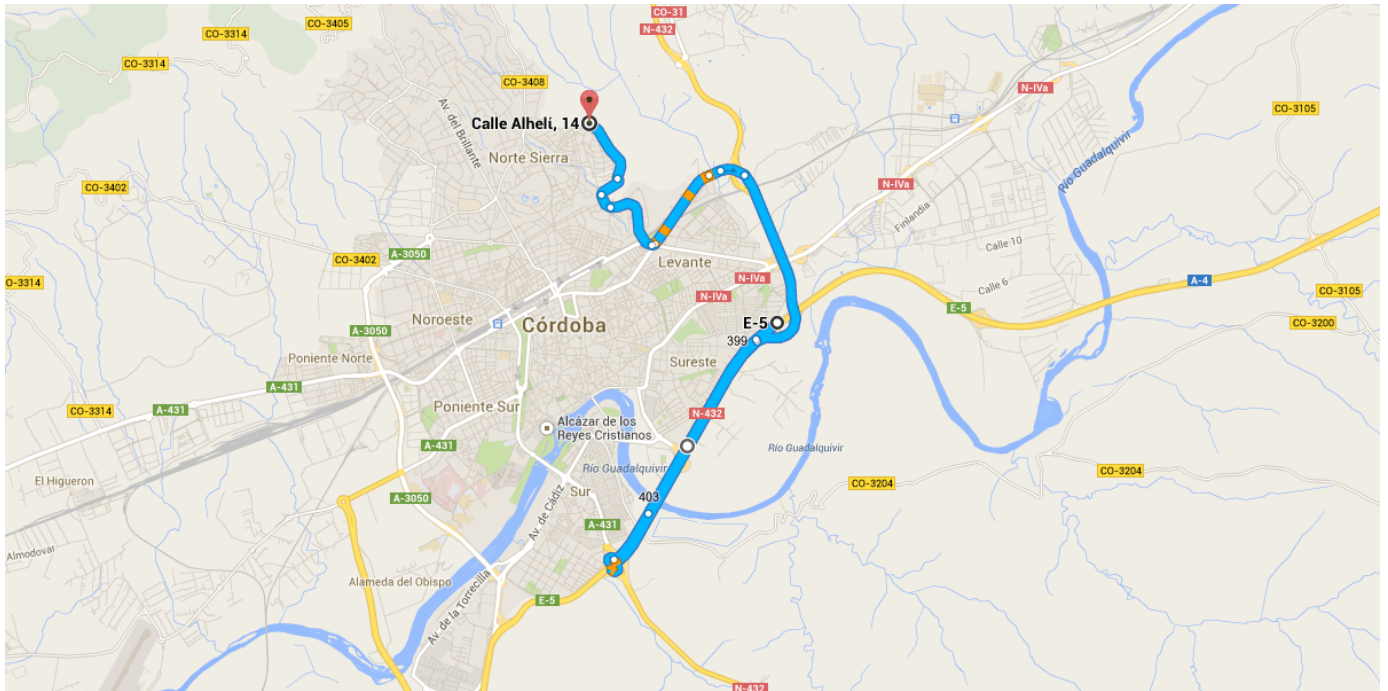 CO-3405
CO-31
CO-3314
N-432
CO-3314
CO-3408
N-IVa
CO-3105
Av. del Brillante
Calle Alhelí, 14
Norte Sierra
Río Guadalquivir
CO-3402
N-IVa
Finlandia
Calle 10
A-3050
CO-3402
Levante
N-IVa
A-4
CO-3314
Calle 6
N-IVa
CO-3105
E-5
Noroeste
Córdoba
E-5
CO-3200
A-3050
399
Poniente Norte
Sureste
A-431
Poniente Sur
CO-3314
A-431
N-432
Alcázar de los
Reyes Cristianos
A-431
Río Guadalquivir
Río Guadalquivir
CO-3204
El Higueron
CO-3204
Sur
A-3050
403
Av. de Cádiz
A-431
Almodovar
Alameda del Obispo
E-5
Av. de la Torrecilla
N-432